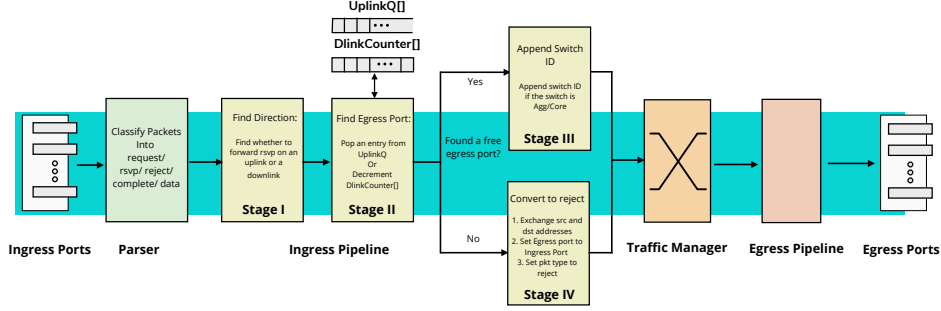 UplinkQ[]
DlinkCounter[]
Classify Packets
Into
request/
rsvp/ reject/
complete/ data
Find Direction:
Find whether to
forward rsvp on an
uplink or a
downlink
Stage I
Find Egress Port:
Pop an entry from
UplinkQ
Or
Decrement
DlinkCounter[]
Stage II
Yes
Found a free
egress port?
No
Append Switch
ID
Append switch ID
if the switch is
Agg/Core
Stage III
Convert to reject
1. Exchange src and
dst addresses
2. Set Egress port to
Ingress Port
3. Set pkt type to
reject
Stage IV
Ingress Ports
Parser
Ingress Pipeline
Traffic Manager
Egress Pipeline
Egress Ports